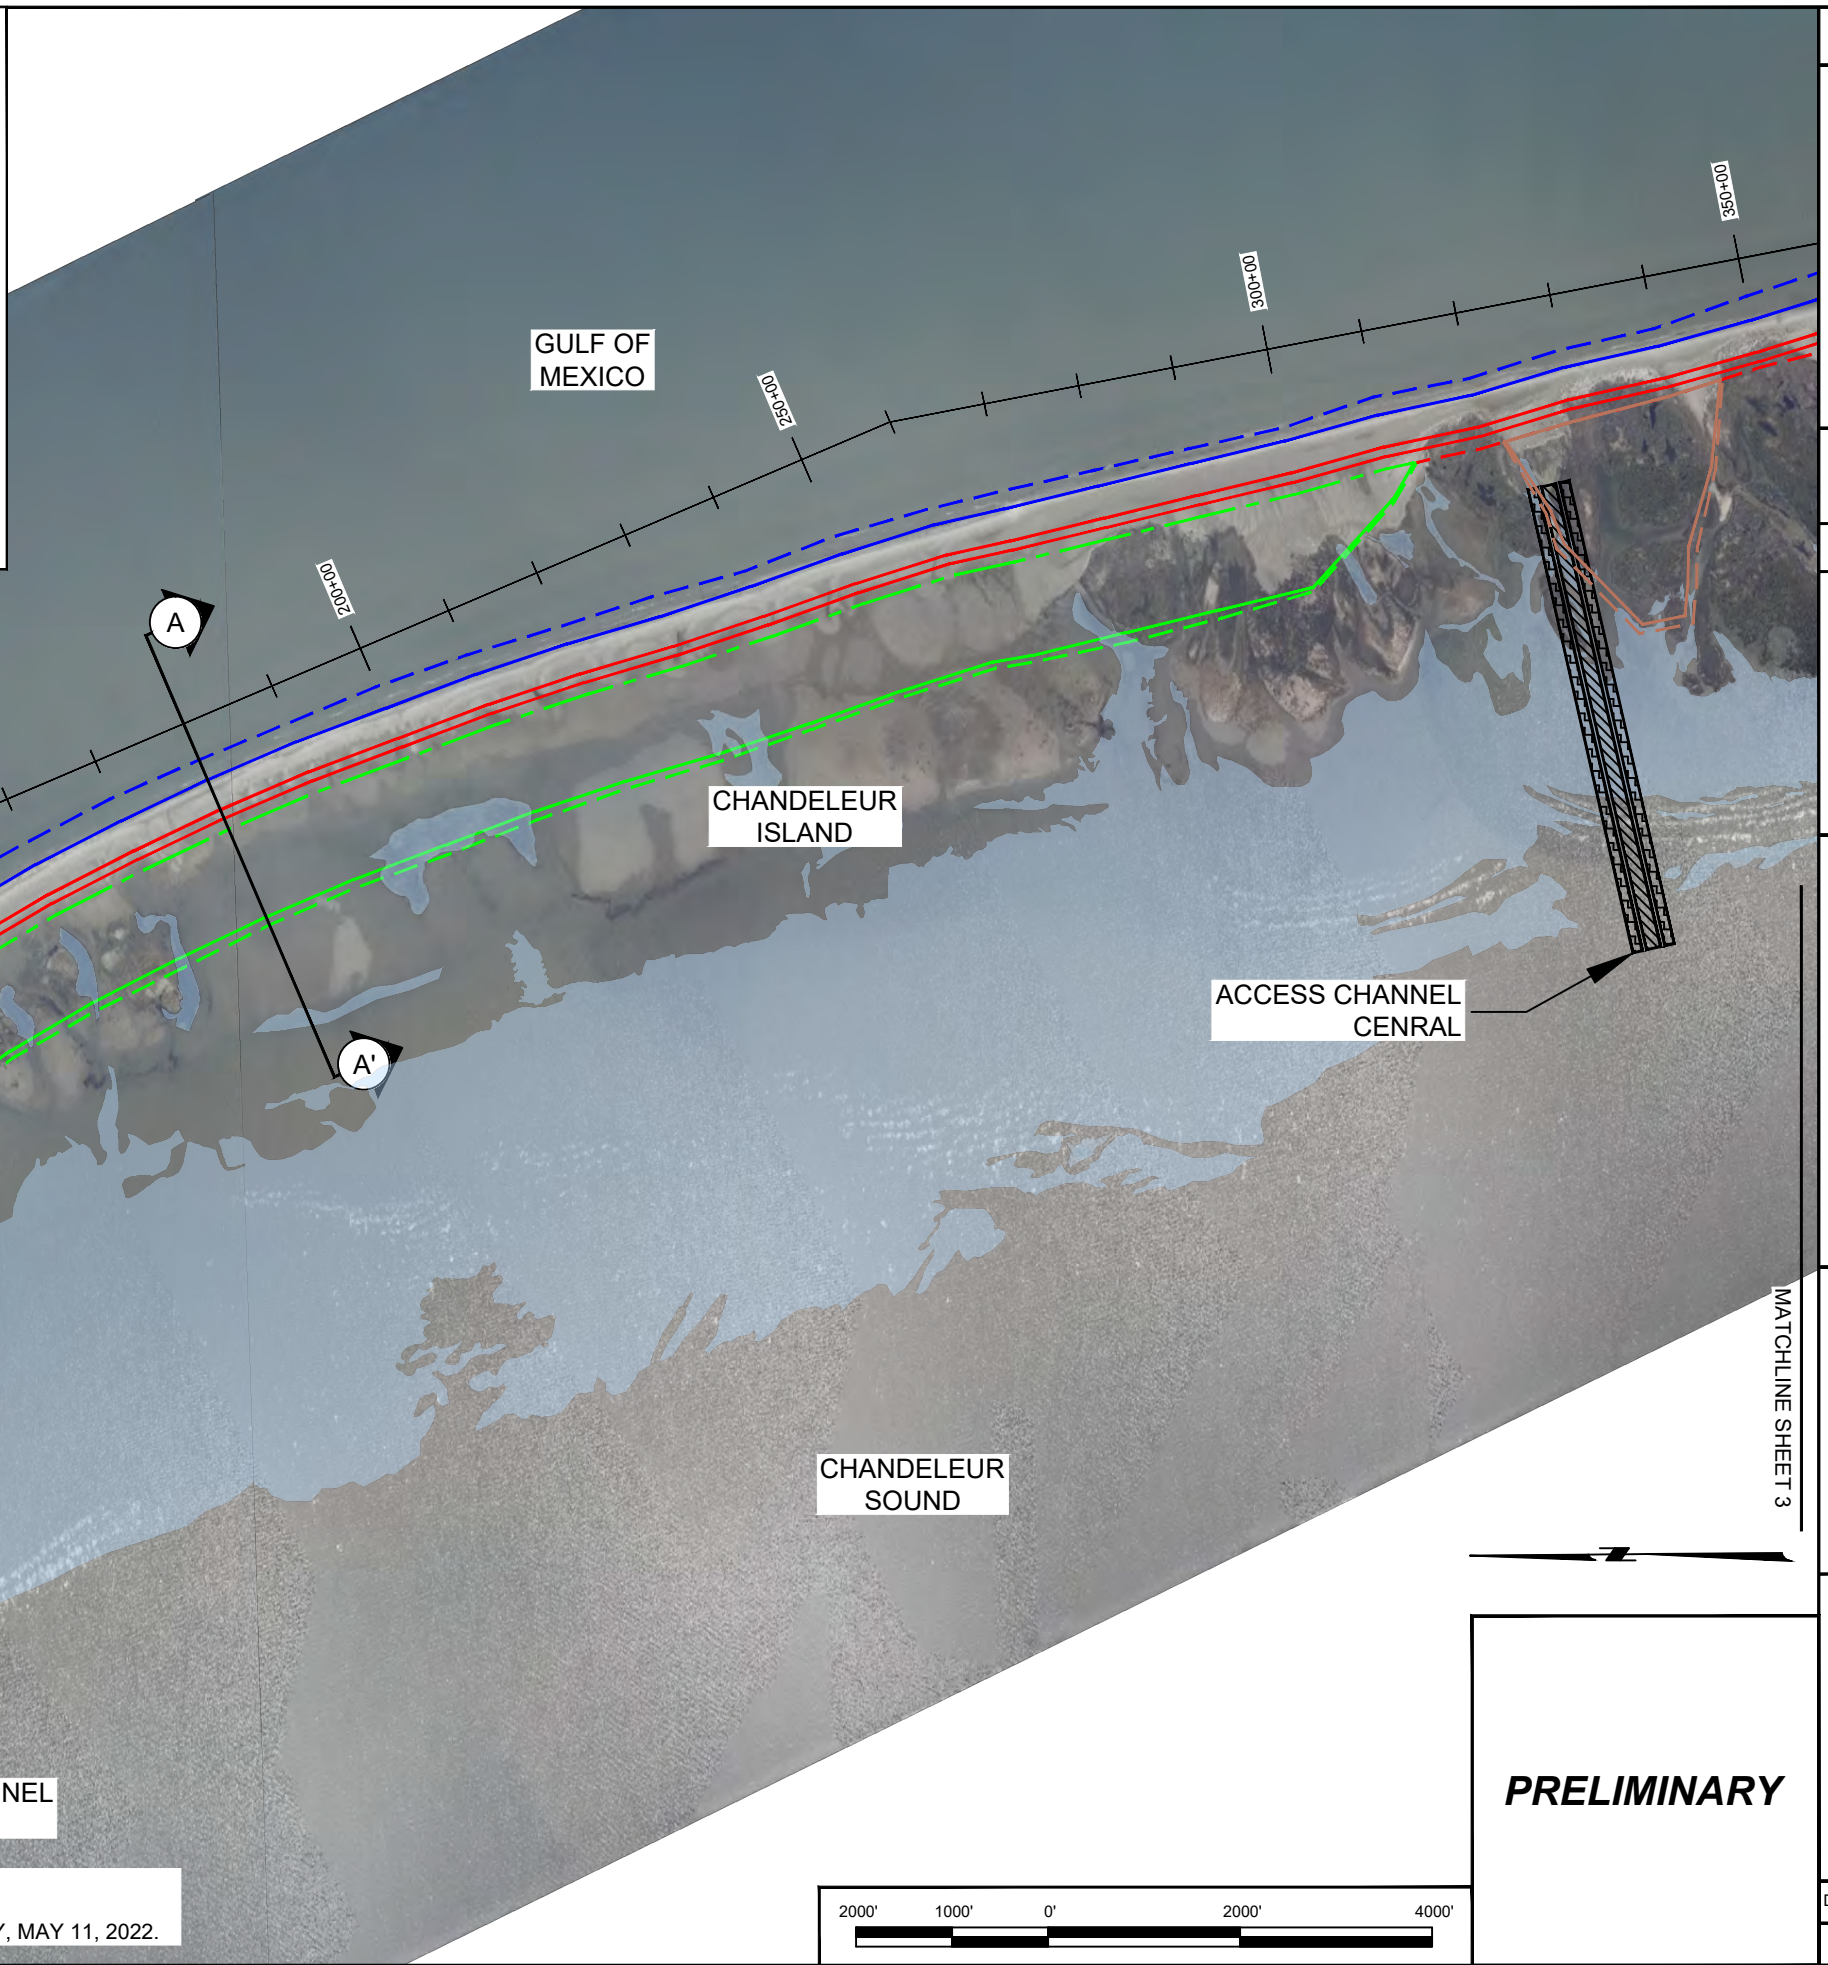 350+00
300+00
GULF OF
MEXICO
250+00
200+00
A
CHANDELEUR
ISLAND
ACCESS CHANNEL
CENRAL
A'
MATCHLINE SHEET 3
CHANDELEUR
SOUND
Z
PRELIMINARY
NEL
Y, MAY 11, 2022.
2000' 1000' 0' 2000' 4000'